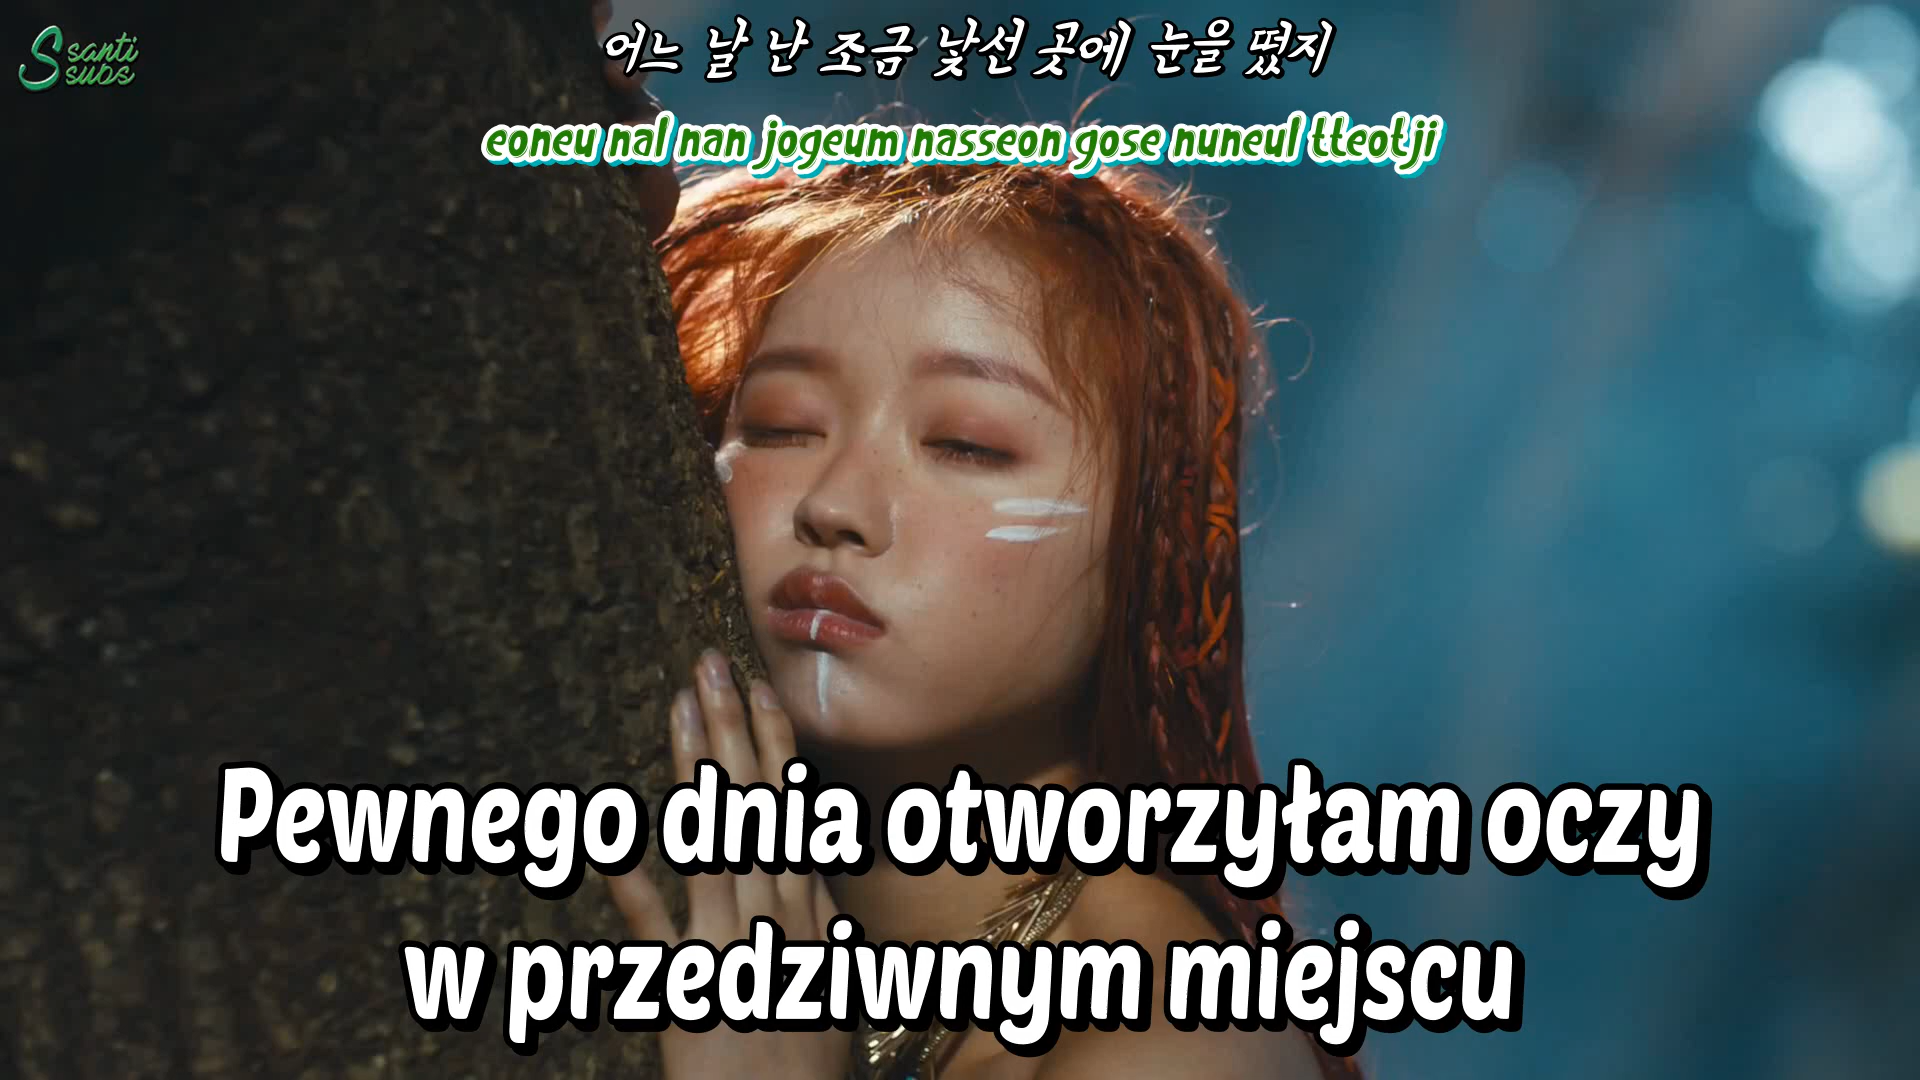 Ssanti
subs
어느 날 난 조금 낯선 곳에 눈을 떴지
eoneu nal nan jogeum nasseon gose nuneul tteotji
Pewnego dnia otworzyłam oczy
w przedziwnym miejscu